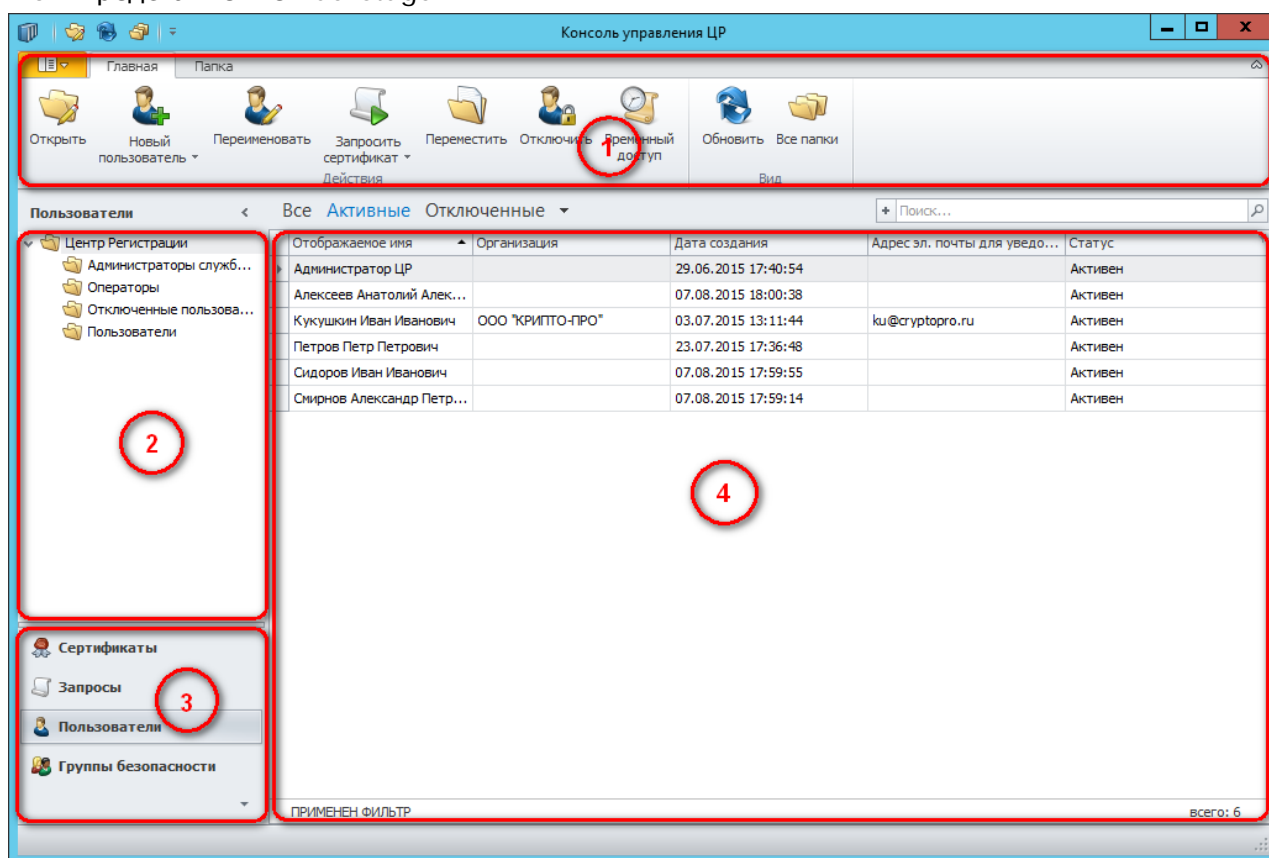 Консоль управления ЦР
Главная Папка
Открыть Новый пользователь Переименовать Запросить сертификат Переместить Отключить Временный доступ Обновить Все папки
Действия Вид
Пользователи
Все Активные Отключенные
Поиск...
Центр Регистрации
Администраторы служб...
Операторы
Отключенные пользова...
Пользователи
Отображаемое имя Организация Дата создания Адрес эл. почты для уведо... Статус
Администратор ЦР 29.06.2015 17:40:54 Активен
Алексеев Анатолий Алек... 07.08.2015 18:00:38 Активен
Кукушкин Иван Иванович ООО "КРИПТО-ПРО" 03.07.2015 13:11:44 ku@cryptopro.ru Активен
Петров Петр Петрович 23.07.2015 17:36:48 Активен
Сидоров Иван Иванович 07.08.2015 17:59:55 Активен
Смирнов Александр Петр... 07.08.2015 17:59:14 Активен
1
2
3
4
Сертификаты
Запросы
Пользователи
Группы безопасности
ПРИМЕНЕН ФИЛЬТР всего: 6